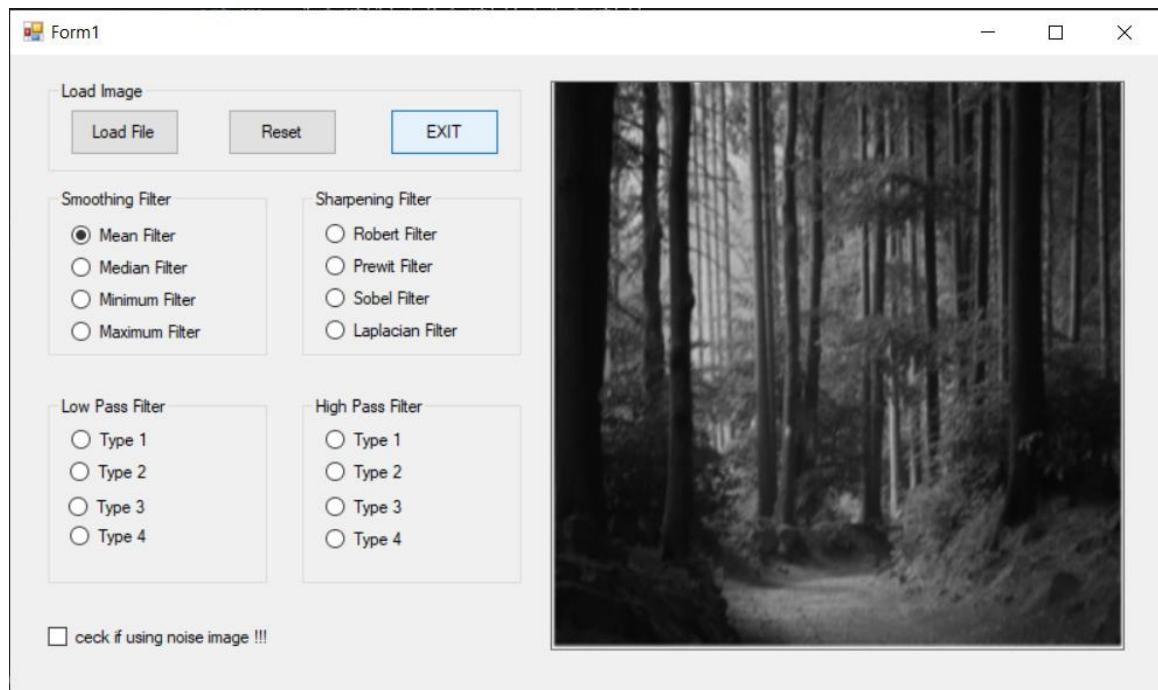 Form1
Load Image
Load File
Reset
EXIT
Smoothing Filter
Mean Filter
Median Filter
Minimum Filter
Maximum Filter
Sharpening Filter
Robert Filter
Prewit Filter
Sobel Filter
Laplacian Filter
Low Pass Filter
Type 1
Type 2
Type 3
Type 4
High Pass Filter
Type 1
Type 2
Type 3
Type 4
ceck if using noise image !!!